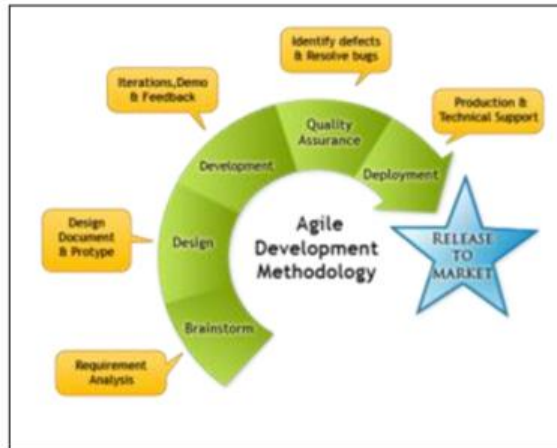 Identify defects
& Resolve bugs
Iterations,Demo
& Feedback
Production &
Technical Support
Quality
Assurance
Development
Deployment
Design
Document
& Protype
Design
Agile
Development
Methodology
RELEASE
TO
MARKET
Brainstorm
Requirement
Analysis